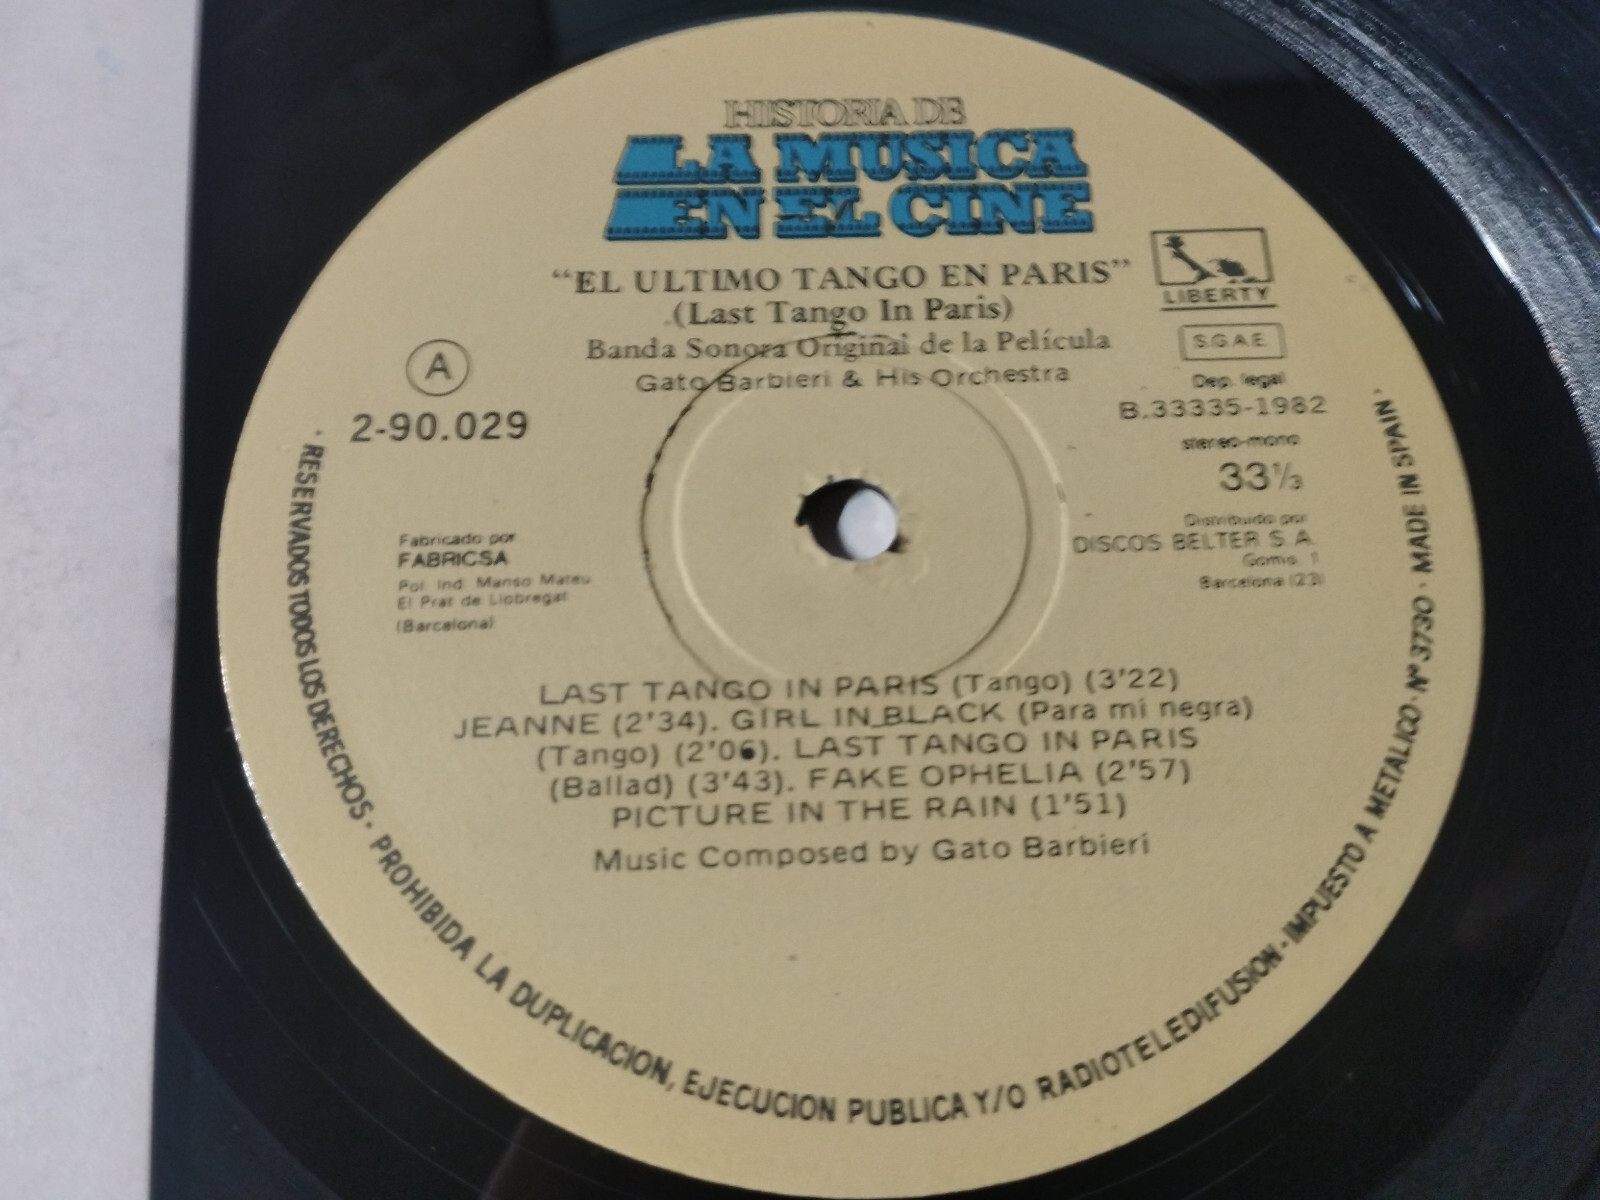 HISTORIA DE
LA MUSICA
EN EL CINE
"EL ULTIMO TANGO EN PARIS"
(Last Tango In Paris)
Banda Sonora Original de la Película
Gato Barbieri & His Orchestra
LIBERTY
S.G.A.E.
Dep. legal
B.33335-1982
stereo-mono
33⅓
A
2-90.029
Fabricado por
FABRICSA
Pol. Ind. Manso Mateu
El Prat de Llobregat
(Barcelona)
Distribuido por
DISCOS BELTER S.A.
Gomis, 1
Barcelona (23)
LAST TANGO IN PARIS (Tango) (3'22)
JEANNE (2'34). GIRL IN BLACK (Para mi negra)
(Tango) (2'06). LAST TANGO IN PARIS
(Ballad) (3'43). FAKE OPHELIA (2'57)
PICTURE IN THE RAIN (1'51)
Music Composed by Gato Barbieri
· RESERVADOS TODOS LOS DERECHOS · PROHIBIDA LA DUPLICACION, EJECUCION PUBLICA Y/O RADIOTELEDIFUSION · IMPUESTO A METALICO · Nº 3730 · MADE IN SPAIN ·